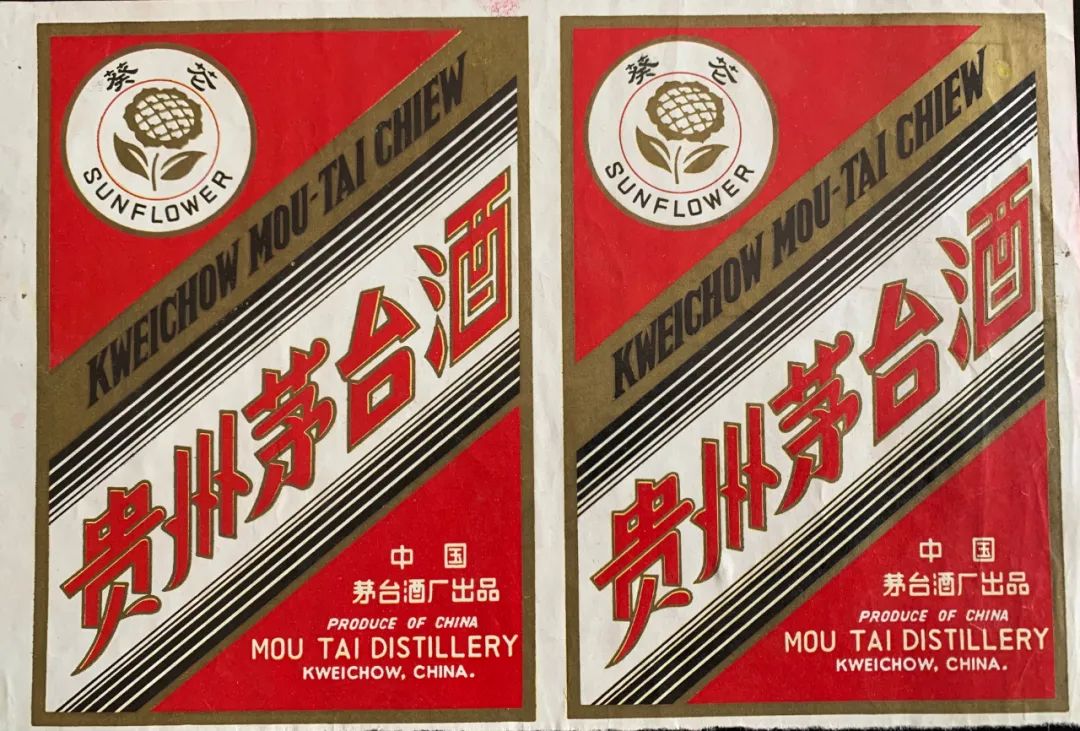 葵花
SUNFLOWER
KWEICHOW MOU-TAI CHIEW
贵州茅台酒
中国
茅台酒厂出品
PRODUCE OF CHINA
MOU TAI DISTILLERY
KWEICHOW, CHINA.
葵花
SUNFLOWER
KWEICHOW MOU-TAI CHIEW
贵州茅台酒
中国
茅台酒厂出品
PRODUCE OF CHINA
MOU TAI DISTILLERY
KWEICHOW, CHINA.